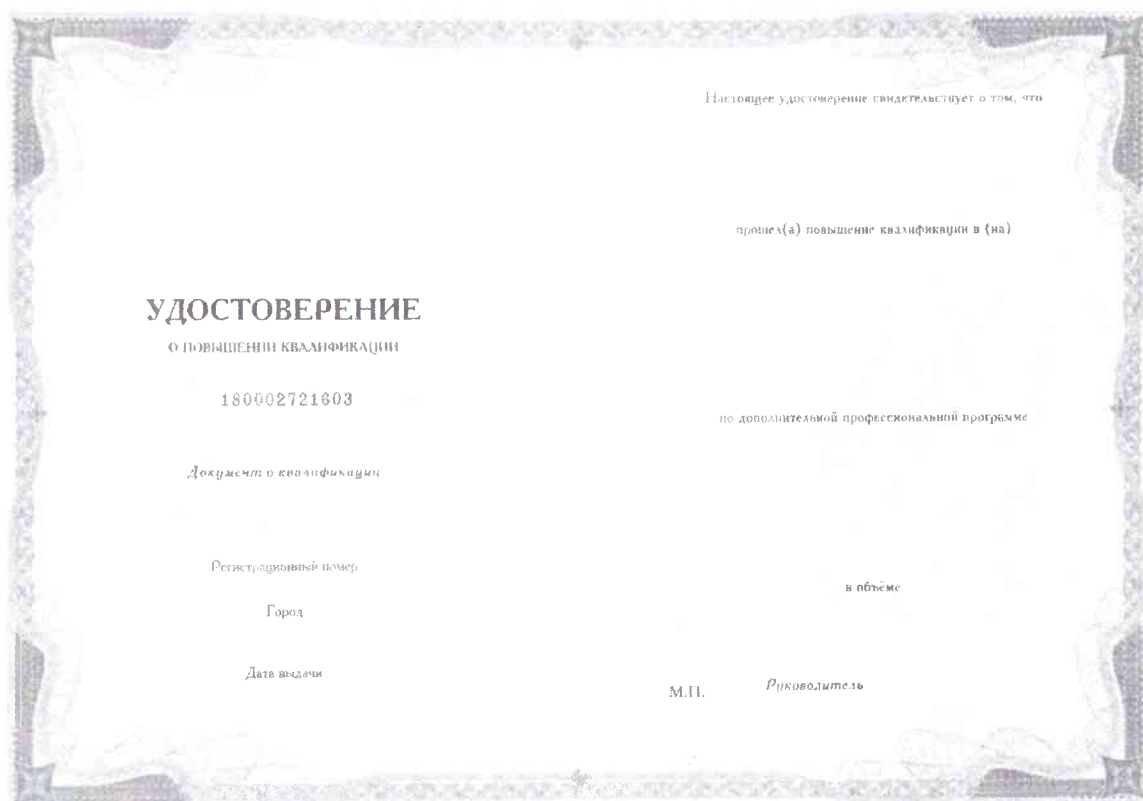 УДОСТОВЕРЕНИЕ
О ПОВЫШЕНИИ КВАЛИФИКАЦИИ
180002721603
Документ о квалификации
Регистрационный номер
Город
Дата выдачи
Настоящее удостоверение свидетельствует о том, что
прошел(а) повышение квалификации в (на)
по дополнительной профессиональной программе
в объёме
М.П. Руководитель